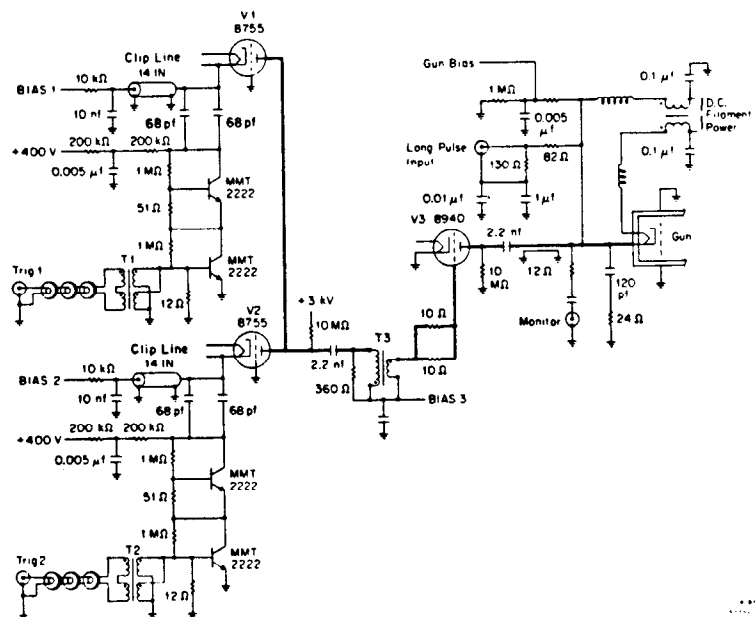 V1
8755
Clip Line
14 IN
BIAS 1
10 kΩ
10 nf
68 pf
68 pf
+400 V
200 kΩ
200 kΩ
0.005 μf
1 MΩ
MMT
2222
51 Ω
1 MΩ
MMT
2222
T1
Trig 1
12 Ω
V2
8755
Clip Line
14 IN
10 kΩ
BIAS 2
10 nf
68 pf
68 pf
+400 V
200 kΩ
200 kΩ
0.005 μf
1 MΩ
MMT
2222
51 Ω
1 MΩ
MMT
2222
T2
Trig 2
12 Ω
+3 kV
10 MΩ
2.2 nf
360 Ω
T3
10 Ω
10 Ω
BIAS 3
Gun Bias
1 MΩ
0.005
μf
Long Pulse
Input
130 Ω
82 Ω
0.01 μf
1 μf
V3 8940
2.2 nf
10
MΩ
12 Ω
Monitor
120
pf
24 Ω
Gun
0.1 μf
D.C.
Filament
Power
0.1 μf